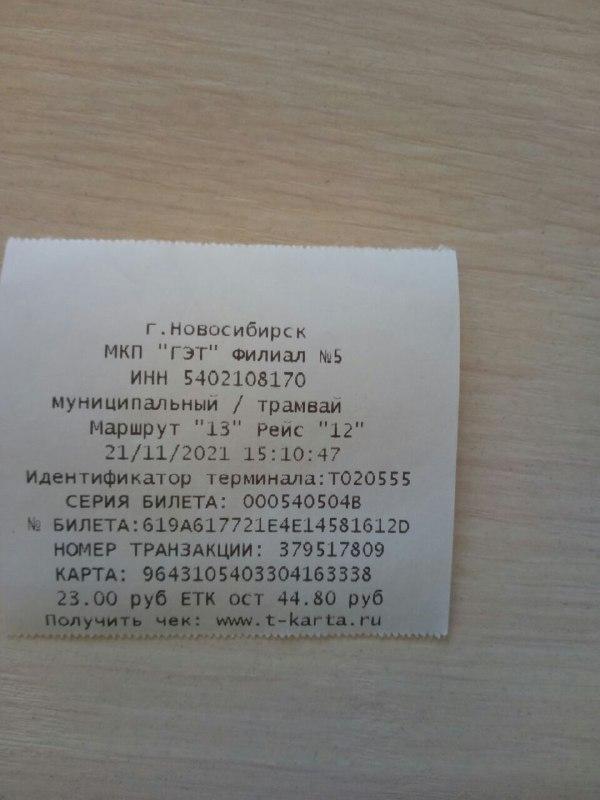 г.Новосибирск
МКП "ГЭТ" Филиал №5
ИНН 5402108170
муниципальный / трамвай
Маршрут "13" Рейс "12"
21/11/2021 15:10:47
Идентификатор терминала:T020555
СЕРИЯ БИЛЕТА: 000540504B
№ БИЛЕТА:619A617721E4E14581612D
НОМЕР ТРАНЗАКЦИИ: 379517809
КАРТА: 9643105403304163338
23.00 руб ЕТК ост 44.80 руб
Получить чек: www.t-karta.ru